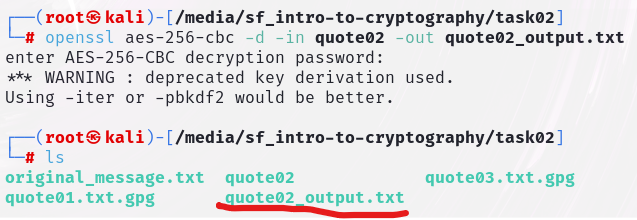 ┌──(root㉿kali)-[/media/sf_intro-to-cryptography/task02]
└─# openssl aes-256-cbc -d -in quote02 -out quote02_output.txt
enter AES-256-CBC decryption password:
*** WARNING : deprecated key derivation used.
Using -iter or -pbkdf2 would be better.
┌──(root㉿kali)-[/media/sf_intro-to-cryptography/task02]
└─# ls
original_message.txt  quote02  quote03.txt.gpg
quote01.txt.gpg  quote02_output.txt